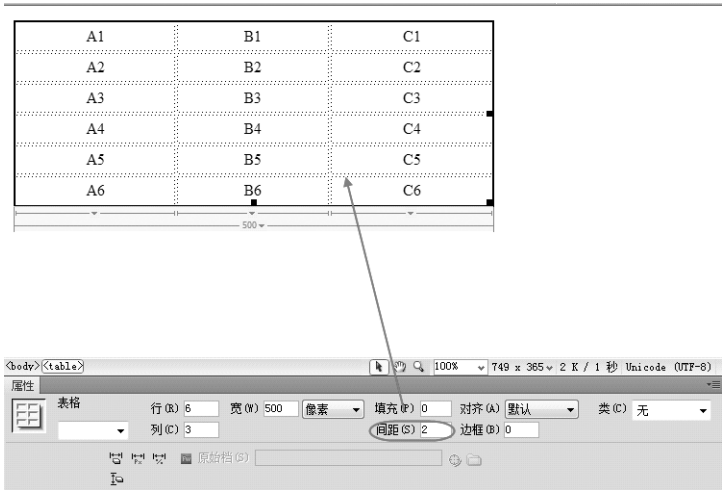 A1 B1 C1
A2 B2 C2
A3 B3 C3
A4 B4 C4
A5 B5 C5
A6 B6 C6
500
<body><table> 100% 749 x 365 2 K / 1 秒 Unicode (UTF-8)
属性
表格 行(R) 6 宽(W) 500 像素 填充(P) 0 对齐(A) 默认 类(C) 无
列(C) 3 间距(S) 2 边框(B) 0
原始档(S)